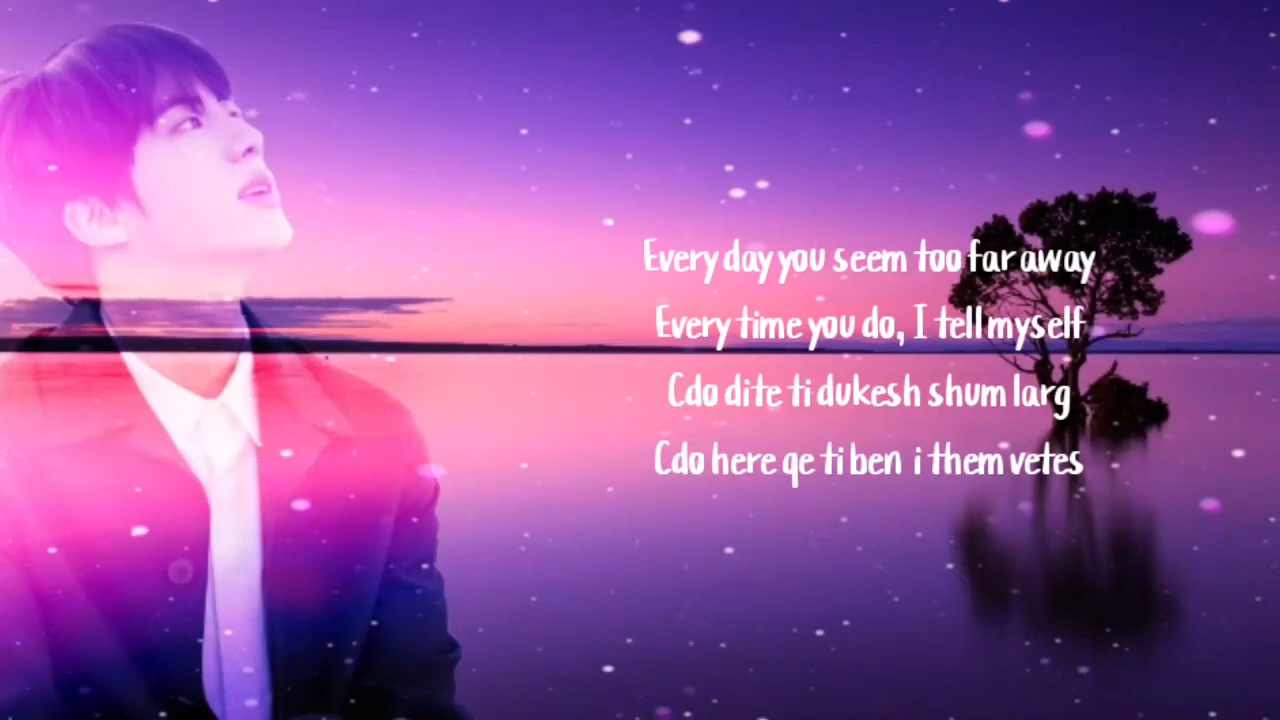 Every day you seem too far away
Every time you do, I tell myself
Cdo dite ti dukesh shum larg
Cdo here qe ti ben i them vetes